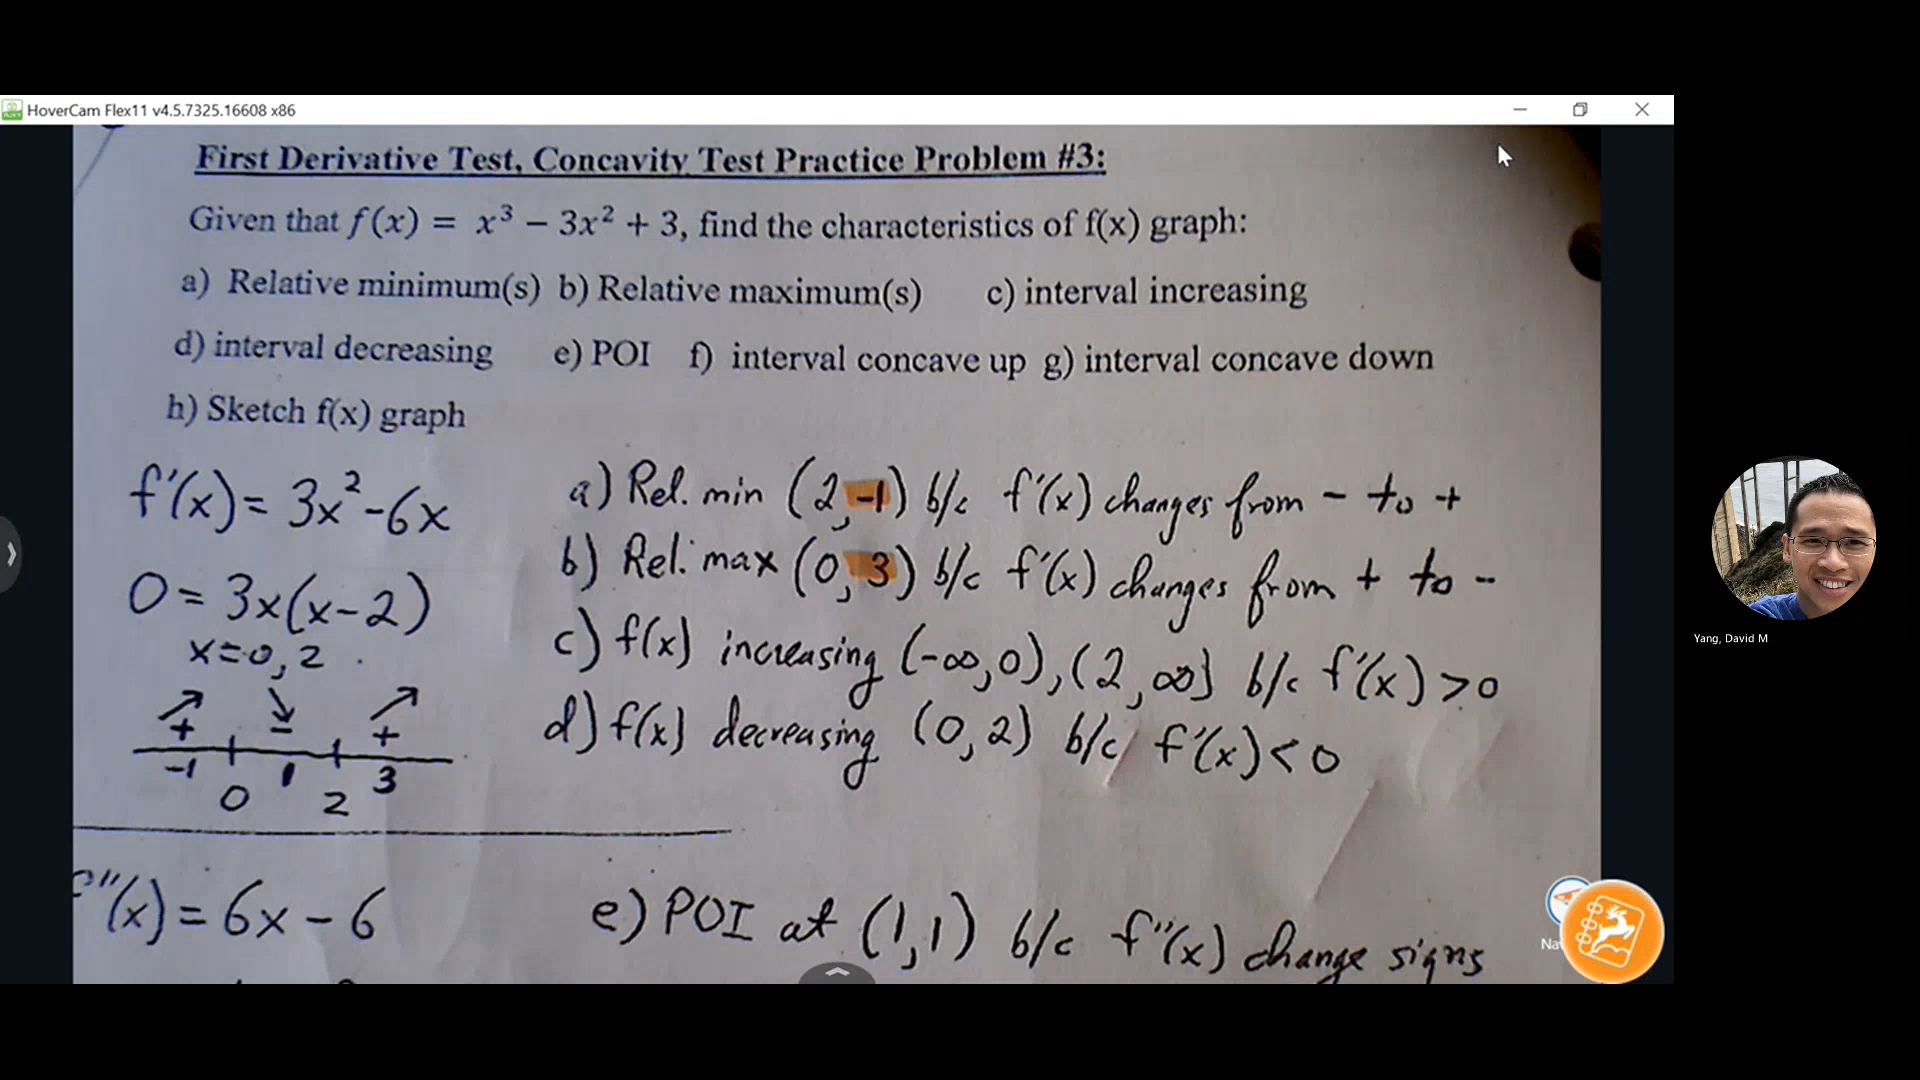 HoverCam Flex11 v4.5.7325.16608 x86
First Derivative Test, Concavity Test Practice Problem #3:
Given that f(x) = x³ − 3x² + 3, find the characteristics of f(x) graph:
a) Relative minimum(s) b) Relative maximum(s) c) interval increasing
d) interval decreasing e) POI f) interval concave up g) interval concave down
h) Sketch f(x) graph
f'(x) = 3x² - 6x
0 = 3x(x-2)
x=0, 2
+ - +
-1 1 3
0 2
a) Rel. min (2, -1) b/c f'(x) changes from - to +
b) Rel. max (0, 3) b/c f'(x) changes from + to -
c) f(x) increasing (-∞,0), (2, ∞) b/c f'(x) > 0
d) f(x) decreasing (0, 2) b/c f'(x) < 0
f''(x) = 6x - 6
e) POI at (1,1) b/c f''(x) change signs
Yang, David M